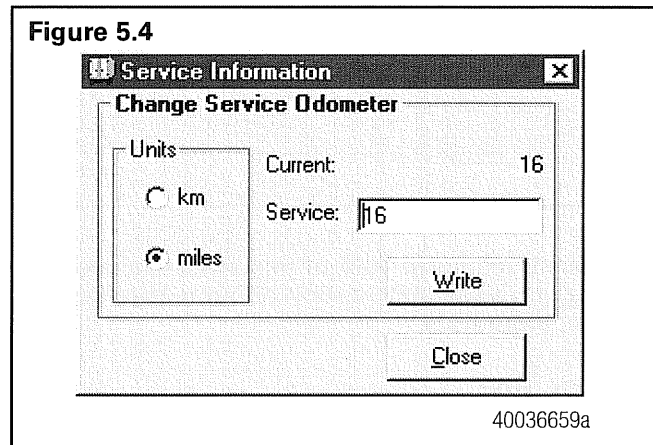 Figure 5.4
Service Information
Change Service Odometer
Units
km
miles
Current: 16
Service: 16
Write
Close
40036659a